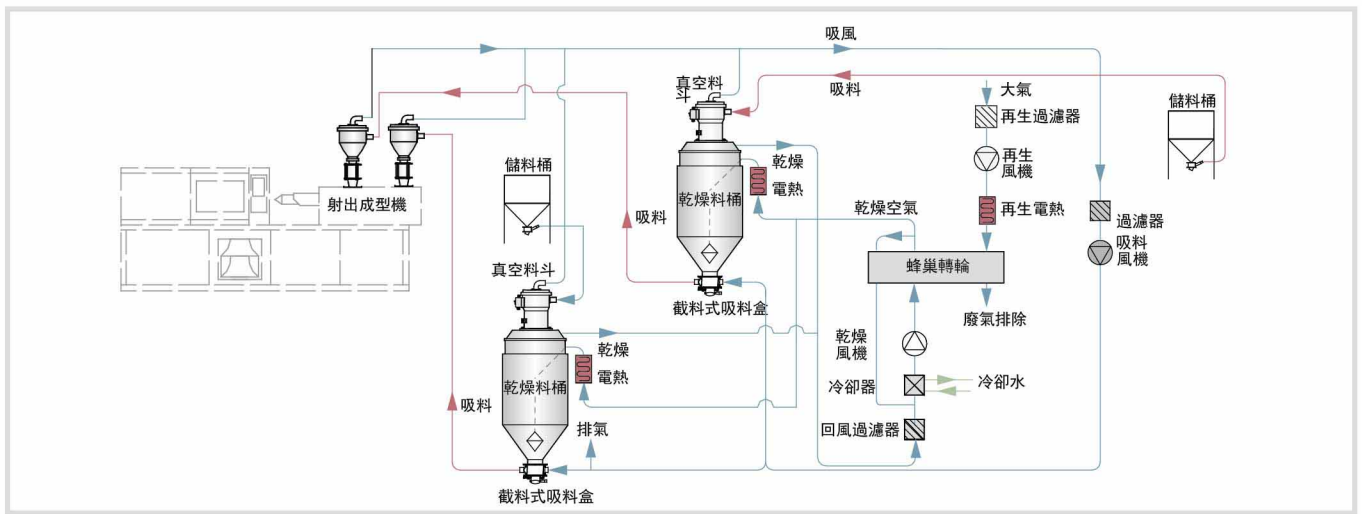 吸風
真空料
斗
吸料
大氣
再生過濾器
儲料桶
儲料桶
乾燥
電熱
再生
風機
射出成型機
乾燥料桶
吸料
乾燥空氣
再生電熱
過濾器
吸料
風機
真空料斗
蜂巢轉輪
截料式吸料盒
廢氣排除
乾燥
風機
乾燥
電熱
乾燥料桶
冷卻器
冷卻水
吸料
排氣
回風過濾器
截料式吸料盒